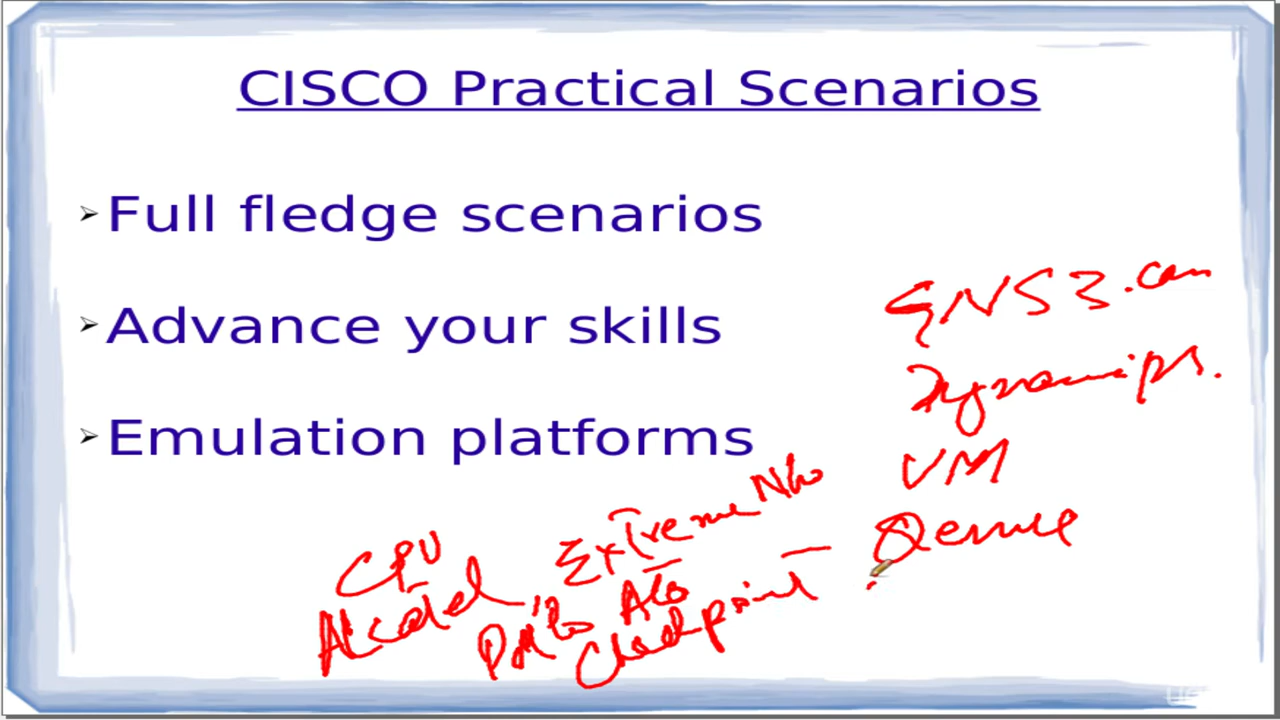 CISCO Practical Scenarios
Full fledge scenarios
Advance your skills
Emulation platforms
GNS3.com
Dynamips.
VM
Qemu
CPU
Extreme
Alcatel,
Palo Alto
Checkpoint